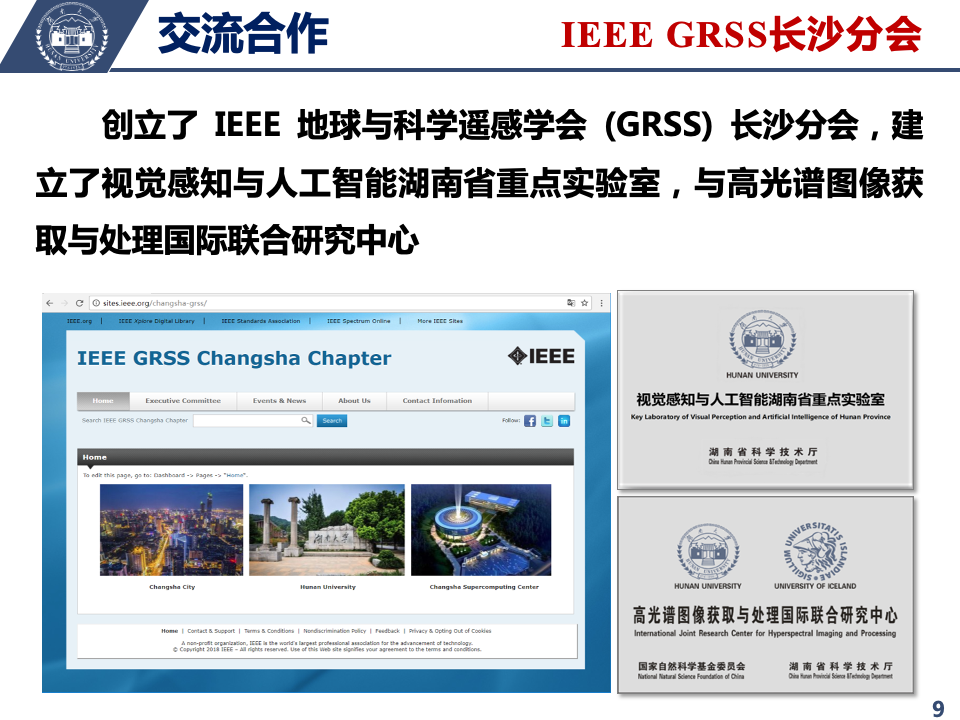 交流合作
IEEE GRSS长沙分会
创立了 IEEE 地球与科学遥感学会 (GRSS) 长沙分会，建
立了视觉感知与人工智能湖南省重点实验室，与高光谱图像获
取与处理国际联合研究中心
sites.ieee.org/changsha-grss/
IEEE.org | IEEE Xplore Digital Library | IEEE Standards Association | IEEE Spectrum Online | More IEEE Sites
IEEE GRSS Changsha Chapter
IEEE
Home Executive Committee Events & News About Us Contact Infomation
Search IEEE GRSS Changsha Chapter Search Follow:
Home
To edit this page, go to: Dashboard -> Pages -> "Home".
湖南大学
Changsha City Hunan University Changsha Supercomputing Center
Home | Contact & Support | Terms & Conditions | Nondiscrimination Policy | Feedback | Privacy & Opting Out of Cookies
A non-profit organization, IEEE is the world's largest professional association for the advancement of technology.
© Copyright 2018 IEEE – All rights reserved. Use of this Web site signifies your agreement to the terms and conditions.
HUNAN UNIVERSITY
视觉感知与人工智能湖南省重点实验室
Key Laboratory of Visual Perception and Artificial Intelligence of Hunan Province
湖南省科学技术厅
China Hunan Provincial Science &Technology Department
UNIVERSITATIS ISLANDIAE SIGILLUM
HUNAN UNIVERSITY UNIVERSITY OF ICELAND
高光谱图像获取与处理国际联合研究中心
International Joint Research Center for Hyperspectral Imaging and Processing
国家自然科学基金委员会 湖南省科学技术厅
National Natural Science Foundation of China China Hunan Provincial Science &Technology Department
9